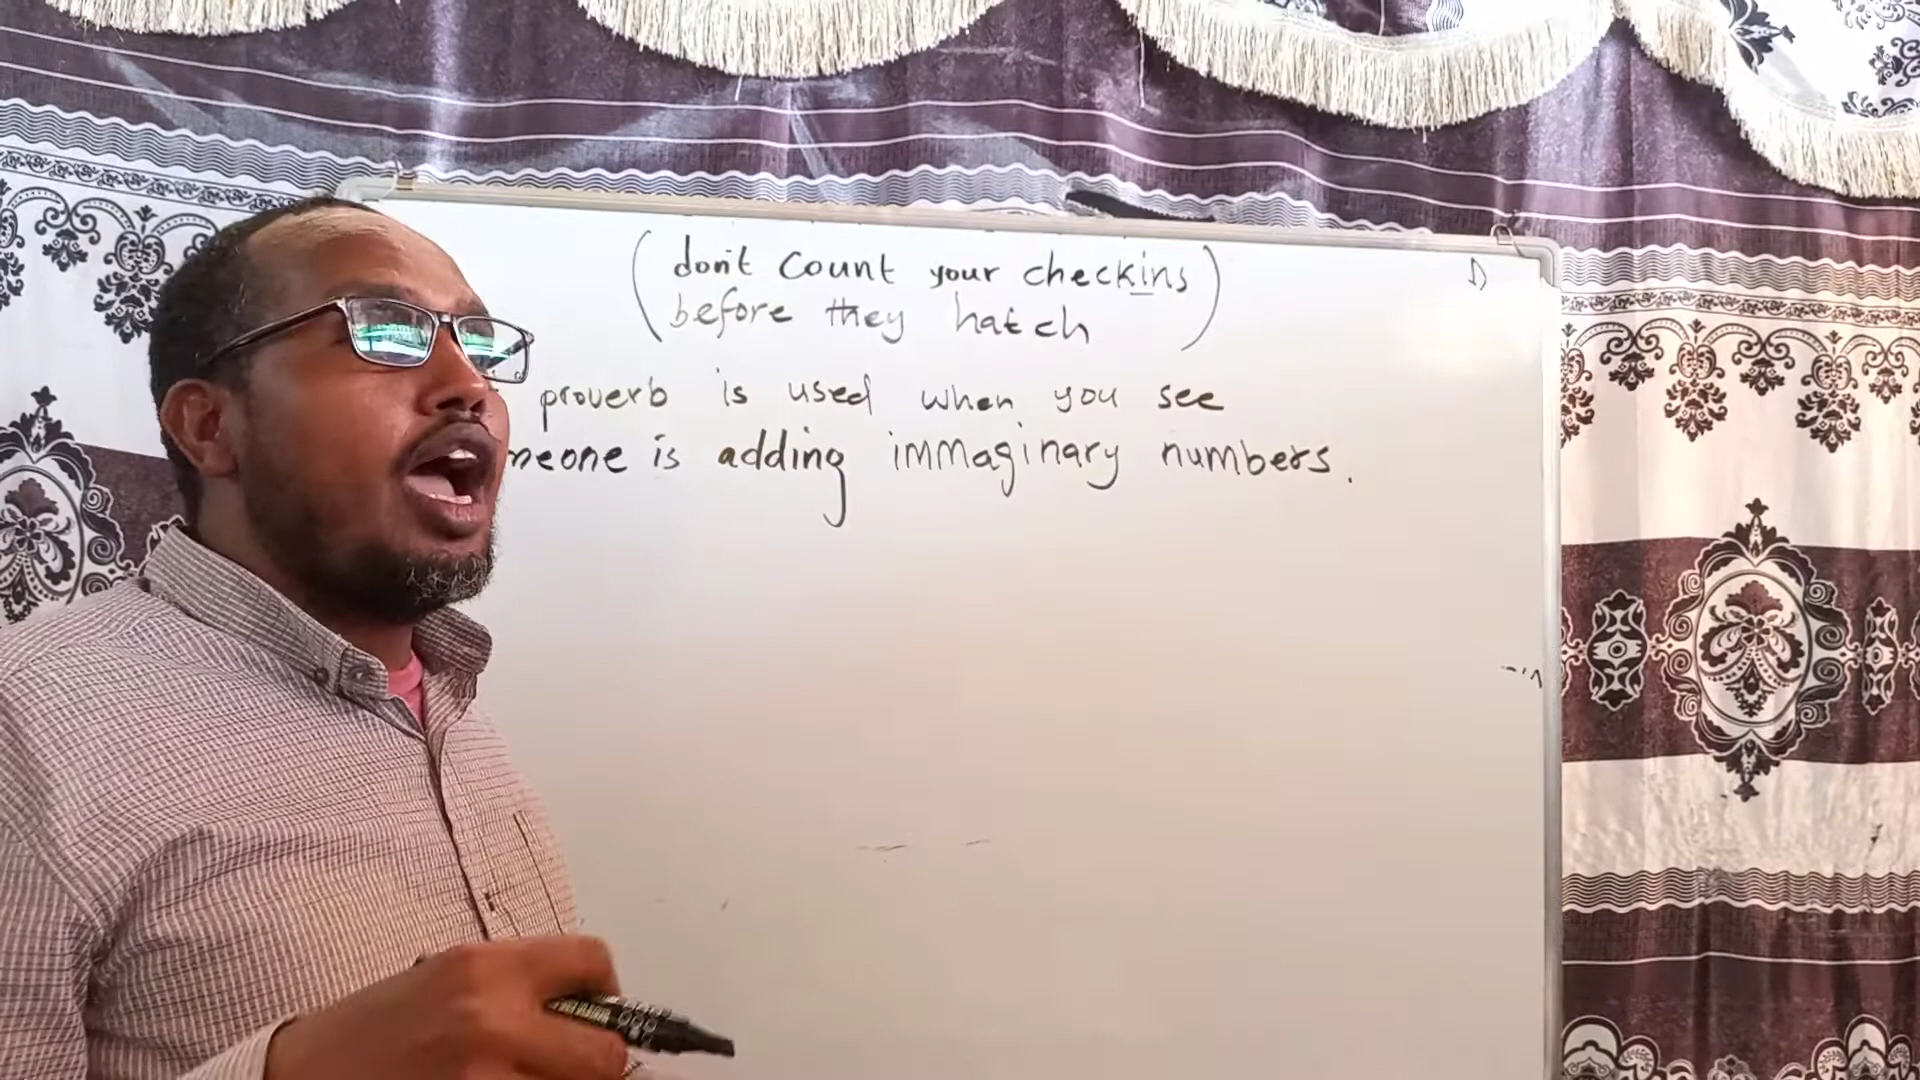 (don't count your checkins
before they hatch)
proverb is used when you see
meone is adding immaginary numbers.